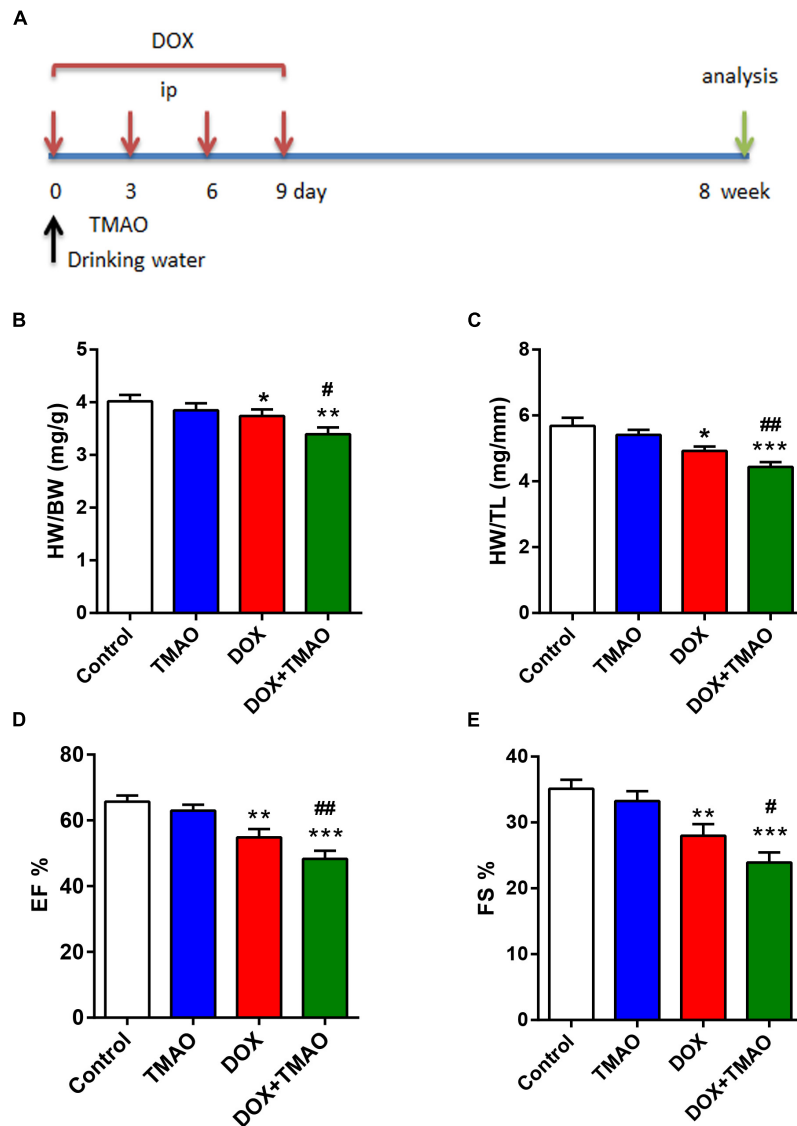 A
DOX
ip
analysis
0 3 6 9 day 8 week
TMAO
Drinking water
B
HW/BW (mg/g)
5
4
3
2
1
0
*
#
**
Control
TMAO
DOX
DOX+TMAO
C
HW/TL (mg/mm)
8
6
4
2
0
*
##
***
Control
TMAO
DOX
DOX+TMAO
D
EF %
80
60
40
20
0
**
##
***
Control
TMAO
DOX
DOX+TMAO
E
FS %
40
30
20
10
0
**
#
***
Control
TMAO
DOX
DOX+TMAO